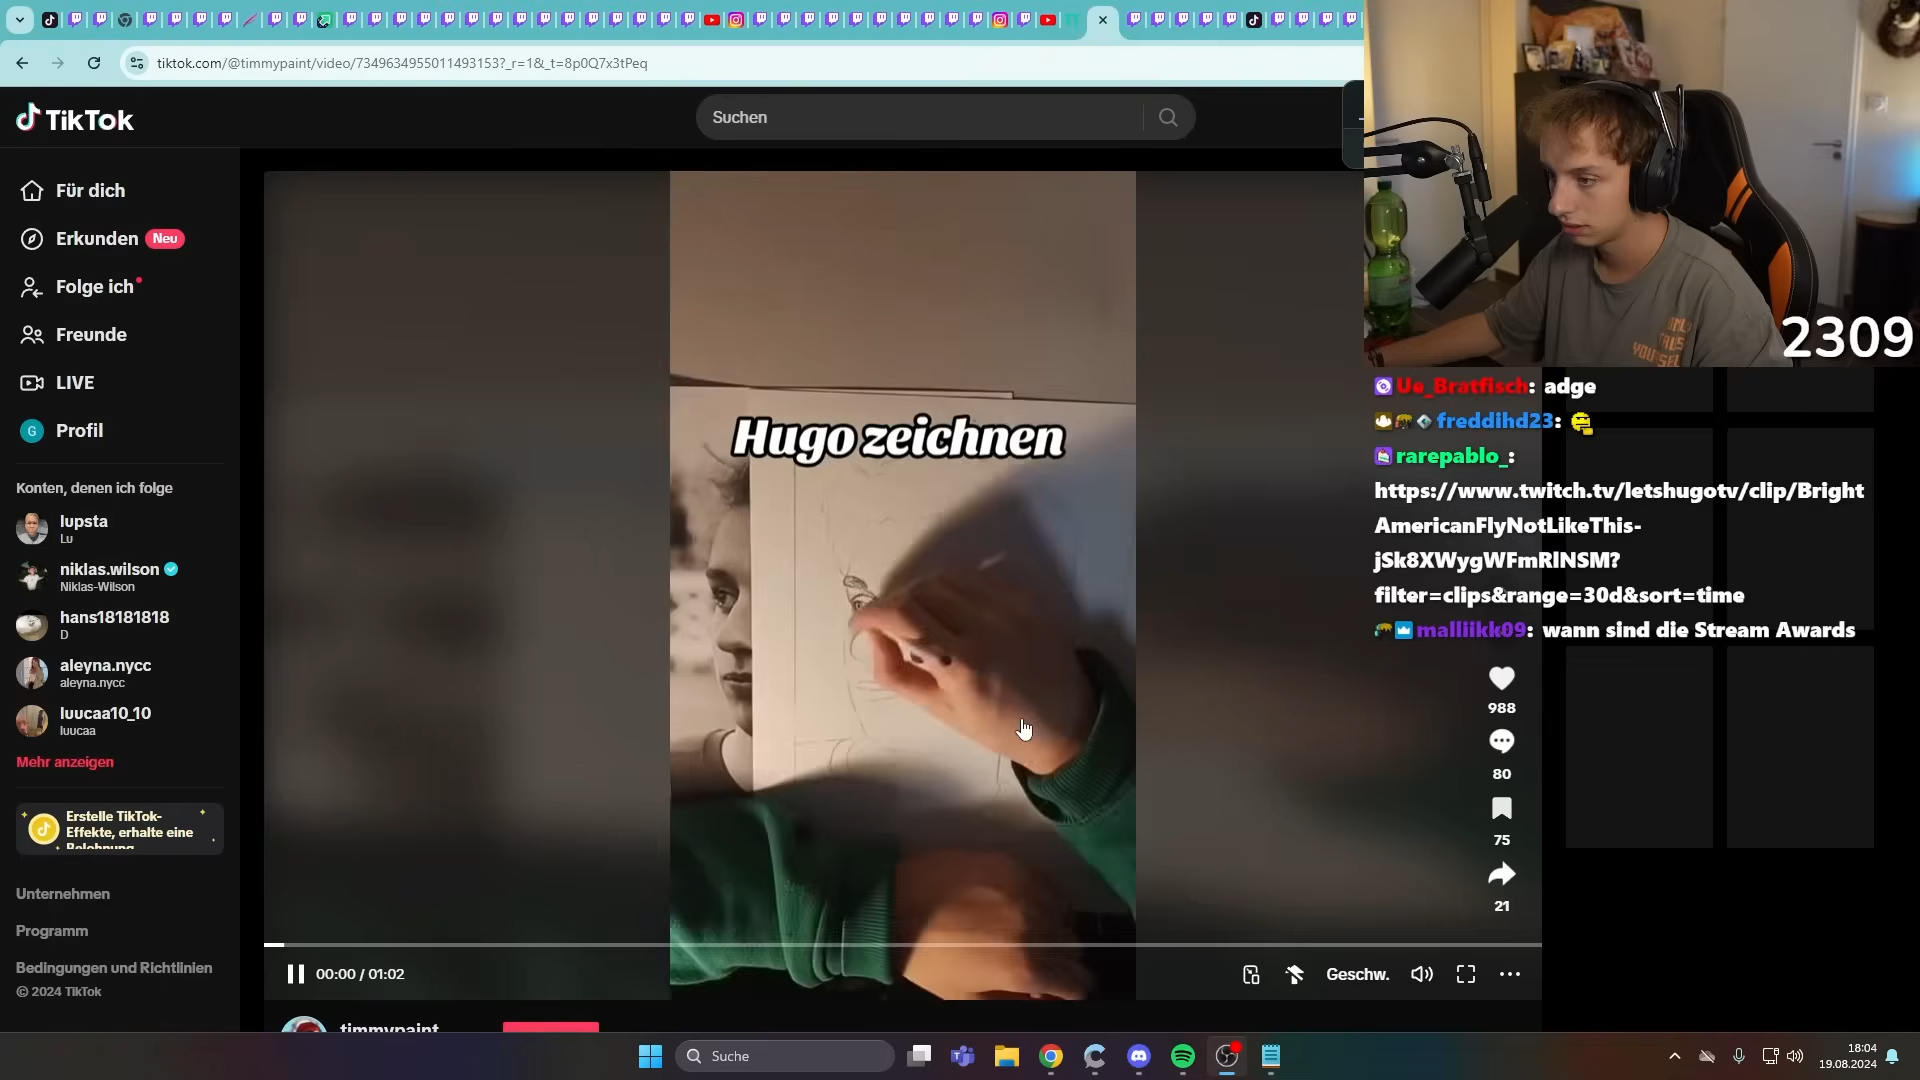 tiktok.com/@timmypaint/video/7349634955011493153?_r=1&_t=8p0Q7x3tPeq
TikTok
Suchen
Für dich
Erkunden Neu
Folge ich
Freunde
LIVE
G Profil
Konten, denen ich folge
lupsta
Lu
niklas.wilson
Niklas-Wilson
hans18181818
D
aleyna.nycc
aleyna.nycc
luucaa10_10
luucaa
Mehr anzeigen
Erstelle TikTok-
Effekte, erhalte eine
Belohnung
Unternehmen
Programm
Bedingungen und Richtlinien
© 2024 TikTok
Hugo zeichnen
2309
Ue_Bratfisch: adge
freddihd23:
rarepablo_:
https://www.twitch.tv/letshugotv/clip/Bright
AmericanFlyNotLikeThis-
jSk8XWygWFmRlNSM?
filter=clips&range=30d&sort=time
malliikk09: wann sind die Stream Awards
988
80
75
21
00:00 / 01:02
Geschw.
timmypaint
Suche
18:04
19.08.2024